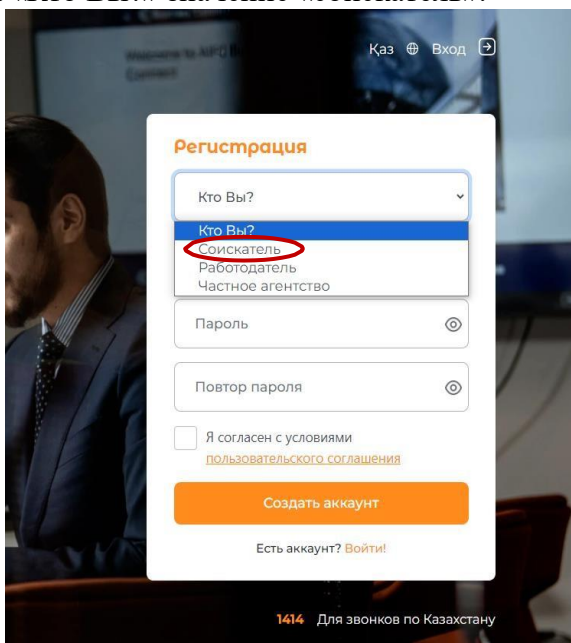 Қаз Вход
Регистрация
Кто Вы?
Кто Вы?
Соискатель
Работодатель
Частное агентство
Пароль
Повтор пароля
Я согласен с условиями
пользовательского соглашения
Создать аккаунт
Есть аккаунт? Войти!
1414 Для звонков по Казахстану